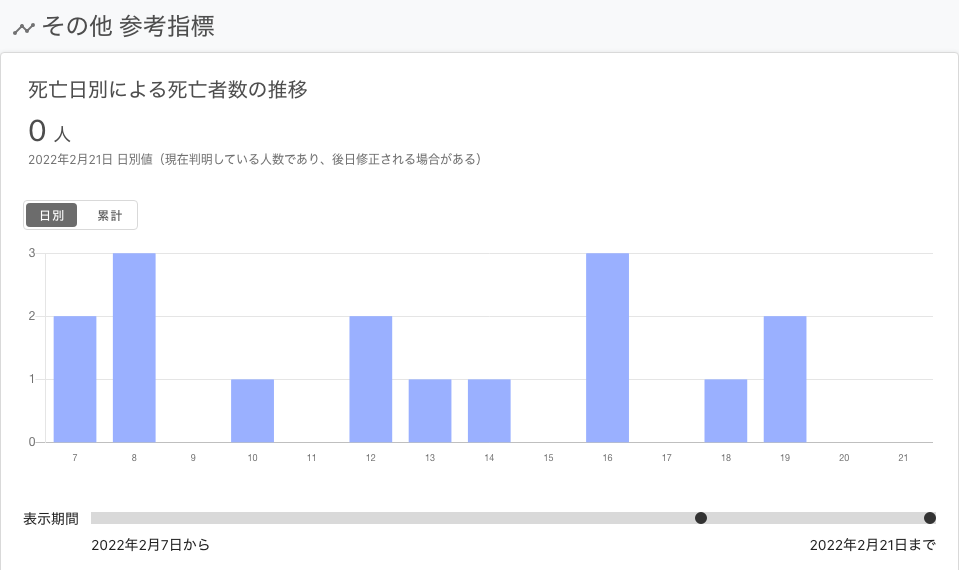 その他 参考指標
死亡日別による死亡者数の推移
0 人
2022年2月21日 日別値（現在判明している人数であり、後日修正される場合がある）
日別 累計
3
2
1
0
7 8 9 10 11 12 13 14 15 16 17 18 19 20 21
表示期間
2022年2月7日から 2022年2月21日まで